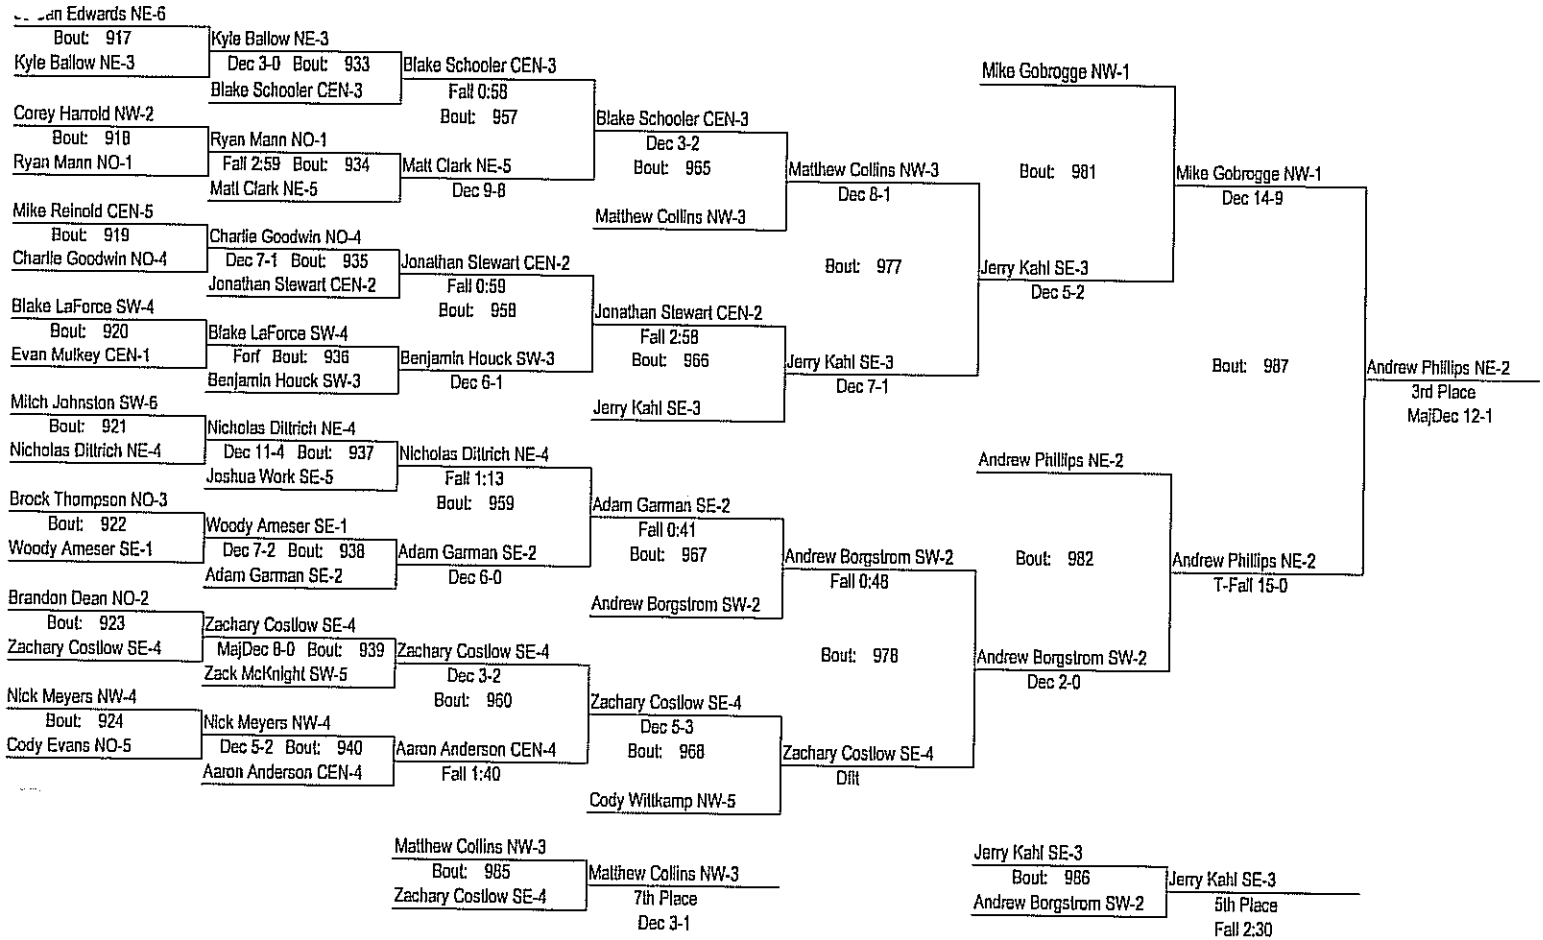 Edwards NE-6
Bout: 917
Kyle Ballow NE-3
Corey Harrold NW-2
Bout: 918
Ryan Mann NO-1
Mike Reinold CEN-5
Bout: 919
Charlie Goodwin NO-4
Blake LaForce SW-4
Bout: 920
Evan Mulkey CEN-1
Mitch Johnston SW-6
Bout: 921
Nicholas Dittrich NE-4
Brock Thompson NO-3
Bout: 922
Woody Ameser SE-1
Brandon Dean NO-2
Bout: 923
Zachary Costlow SE-4
Nick Meyers NW-4
Bout: 924
Cody Evans NO-5
Kyle Ballow NE-3
Dec 3-0 Bout: 933
Blake Schooler CEN-3
Ryan Mann NO-1
Fall 2:59 Bout: 934
Matt Clark NE-5
Charlie Goodwin NO-4
Dec 7-1 Bout: 935
Jonathan Stewart CEN-2
Blake LaForce SW-4
Forf Bout: 936
Benjamin Houck SW-3
Nicholas Dittrich NE-4
Dec 11-4 Bout: 937
Joshua Work SE-5
Woody Ameser SE-1
Dec 7-2 Bout: 938
Adam Garman SE-2
Zachary Costlow SE-4
MajDec 8-0 Bout: 939
Zack McKnight SW-5
Nick Meyers NW-4
Dec 5-2 Bout: 940
Aaron Anderson CEN-4
Blake Schooler CEN-3
Fall 0:58
Bout: 957
Matt Clark NE-5
Dec 9-8
Jonathan Stewart CEN-2
Fall 0:59
Bout: 958
Benjamin Houck SW-3
Dec 6-1
Nicholas Dittrich NE-4
Fall 1:13
Bout: 959
Adam Garman SE-2
Dec 6-0
Zachary Costlow SE-4
Dec 3-2
Bout: 960
Aaron Anderson CEN-4
Fall 1:40
Blake Schooler CEN-3
Dec 3-2
Bout: 965
Matthew Collins NW-3
Jonathan Stewart CEN-2
Fall 2:58
Bout: 966
Jerry Kahl SE-3
Adam Garman SE-2
Fall 0:41
Bout: 967
Andrew Borgstrom SW-2
Zachary Costlow SE-4
Dec 5-3
Bout: 968
Cody Wittkamp NW-5
Matthew Collins NW-3
Dec 8-1
Bout: 977
Jerry Kahl SE-3
Dec 7-1
Andrew Borgstrom SW-2
Fall 0:48
Bout: 978
Zachary Costlow SE-4
Dflt
Mike Gobrogge NW-1
Bout: 981
Jerry Kahl SE-3
Dec 5-2
Andrew Phillips NE-2
Bout: 982
Andrew Borgstrom SW-2
Dec 2-0
Mike Gobrogge NW-1
Dec 14-9
Bout: 987
Andrew Phillips NE-2
T-Fall 15-0
Andrew Phillips NE-2
3rd Place
MajDec 12-1
Matthew Collins NW-3
Bout: 985
Zachary Costlow SE-4
Matthew Collins NW-3
7th Place
Dec 3-1
Jerry Kahl SE-3
Bout: 986
Andrew Borgstrom SW-2
Jerry Kahl SE-3
5th Place
Fall 2:30